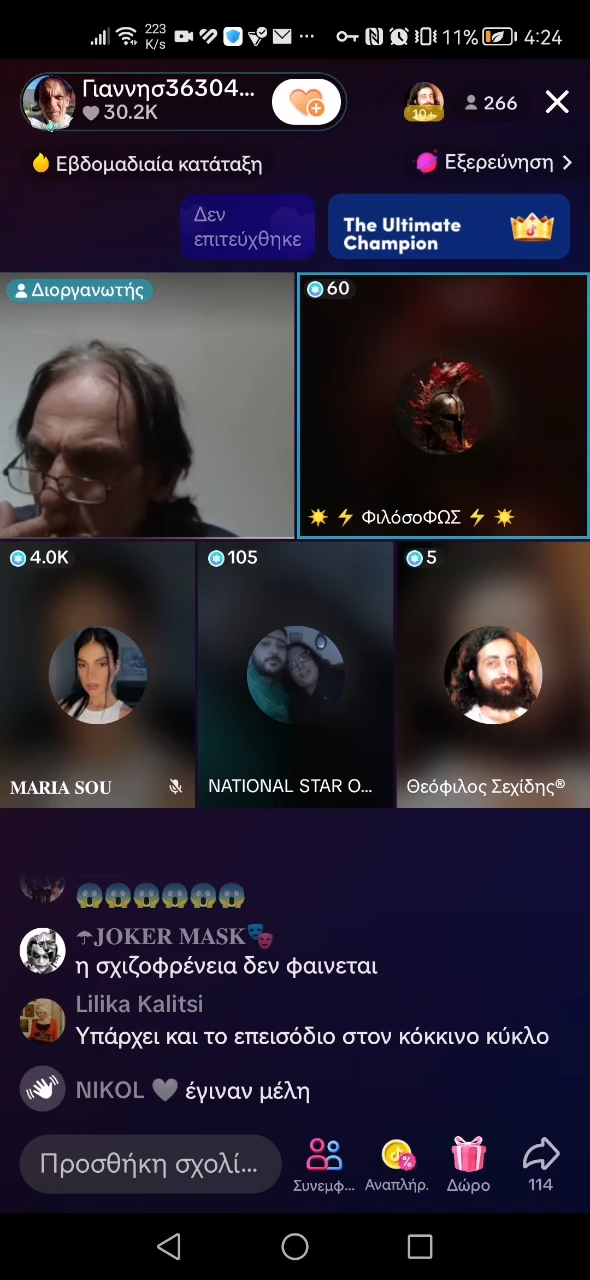 223
K/s
11%
4:24
Γιαννησ36304...
30.2K
10+
266
Εβδομαδιαία κατάταξη
Εξερεύνηση
Δεν
επιτεύχθηκε
The Ultimate
Champion
Διοργανωτής
60
ΦιλόσοΦΩΣ
4.0K
105
5
MARIA SOU
NATIONAL STAR O...
Θεόφιλος Σεχίδης®
JOKER MASK
η σχιζοφρένεια δεν φαινεται
Lilika Kalitsi
Υπάρχει και το επεισόδιο στον κόκκινο κύκλο
NIKOL έγιναν μέλη
Προσθήκη σχολί...
Συνεμφ...
Αναπλήρ.
Δώρο
114